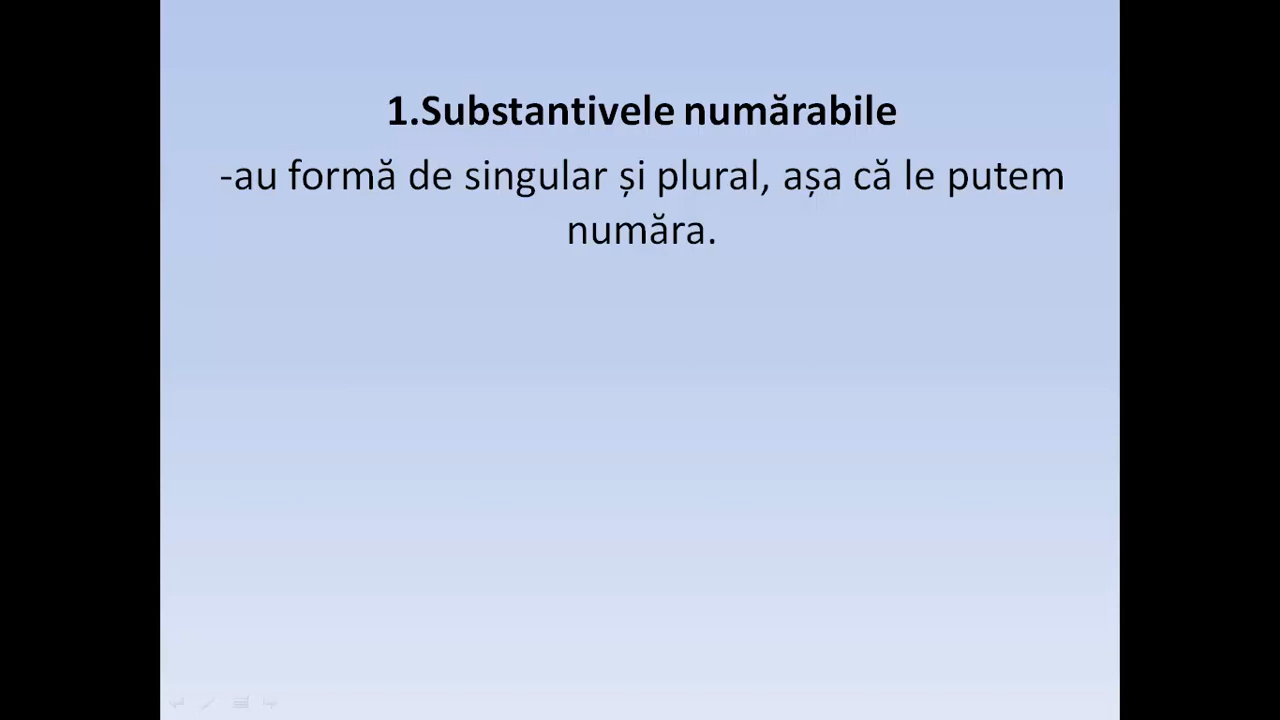 1.Substantivele numărabile
-au formă de singular și plural, așa că le putem
număra.